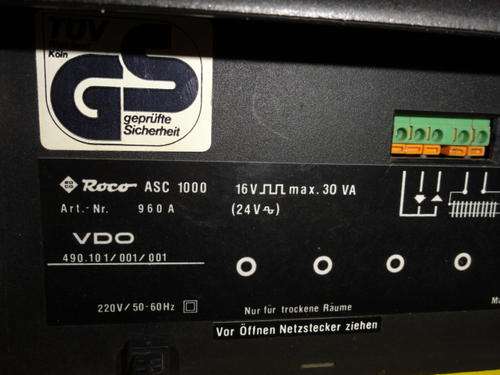 TÜV
Köln
GS
geprüfte
Sicherheit
Roco ASC 1000
Art.-Nr. 960 A
VDO
490.101/001/001
220V/50-60Hz
16V max. 30 VA
(24V~)
Nur für trockene Räume
Vor Öffnen Netzstecker ziehen